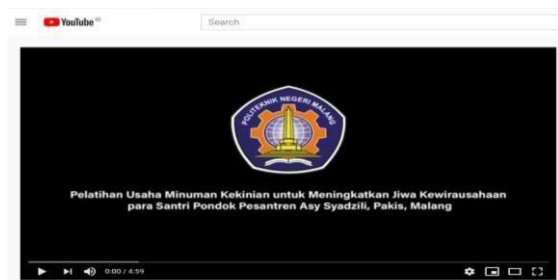 YouTube
Search
POLITEKNIK NEGERI MALANG
Pelatihan Usaha Minuman Kekinian untuk Meningkatkan Jiwa Kewirausahaan
para Santri Pondok Pesantren Asy Syadzili, Pakis, Malang
0:00 / 4:59